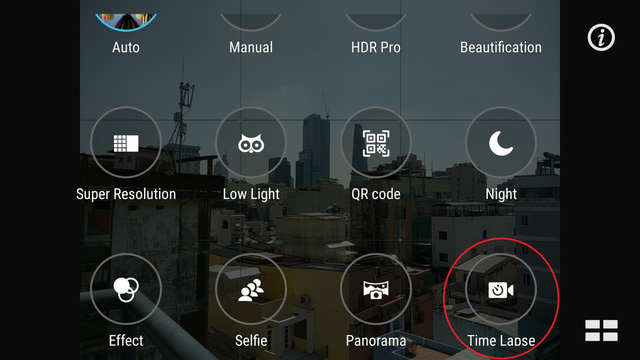 Auto
Manual
HDR Pro
Beautification
Super Resolution
Low Light
QR code
Night
Effect
Selfie
Panorama
Time Lapse